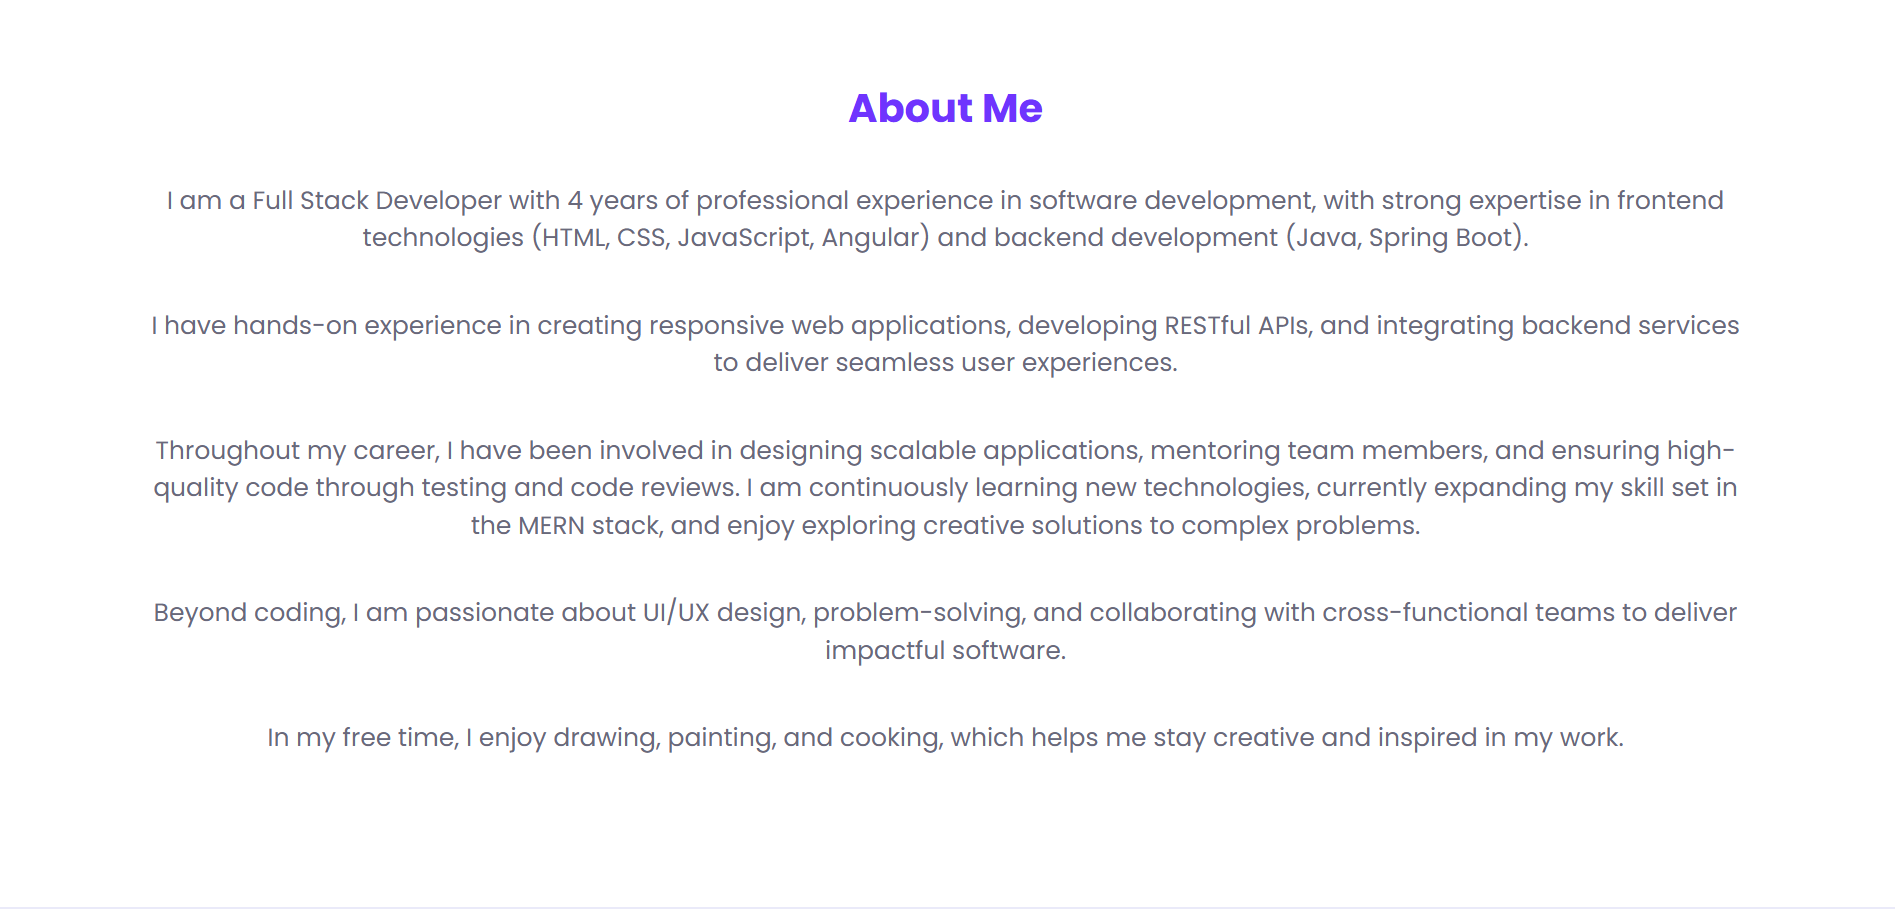 About Me
I am a Full Stack Developer with 4 years of professional experience in software development, with strong expertise in frontend
technologies (HTML, CSS, JavaScript, Angular) and backend development (Java, Spring Boot).
I have hands-on experience in creating responsive web applications, developing RESTful APIs, and integrating backend services
to deliver seamless user experiences.
Throughout my career, I have been involved in designing scalable applications, mentoring team members, and ensuring high-
quality code through testing and code reviews. I am continuously learning new technologies, currently expanding my skill set in
the MERN stack, and enjoy exploring creative solutions to complex problems.
Beyond coding, I am passionate about UI/UX design, problem-solving, and collaborating with cross-functional teams to deliver
impactful software.
In my free time, I enjoy drawing, painting, and cooking, which helps me stay creative and inspired in my work.